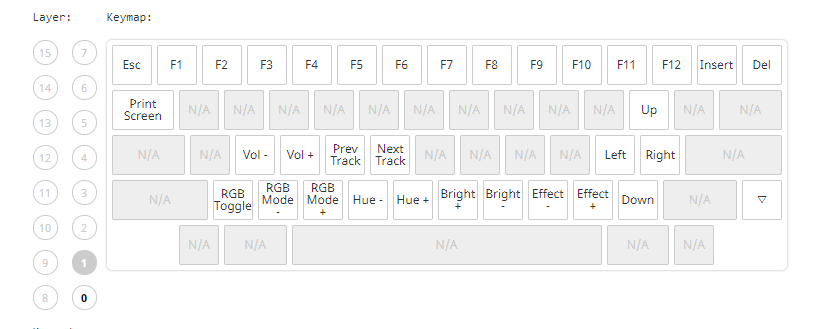 Layer: Keymap:
15 7
14 6
13 5
12 4
11 3
10 2
9 1
8 0
Esc F1 F2 F3 F4 F5 F6 F7 F8 F9 F10 F11 F12 Insert Del
Print
Screen N/A N/A N/A N/A N/A N/A N/A N/A N/A N/A Up N/A N/A
N/A N/A Vol - Vol + Prev
Track Next
Track N/A N/A N/A N/A Left Right N/A
N/A RGB
Toggle RGB
Mode
- RGB
Mode
+ Hue - Hue + Bright
+ Bright
- Effect
- Effect
+ Down N/A ▽
N/A N/A N/A N/A N/A